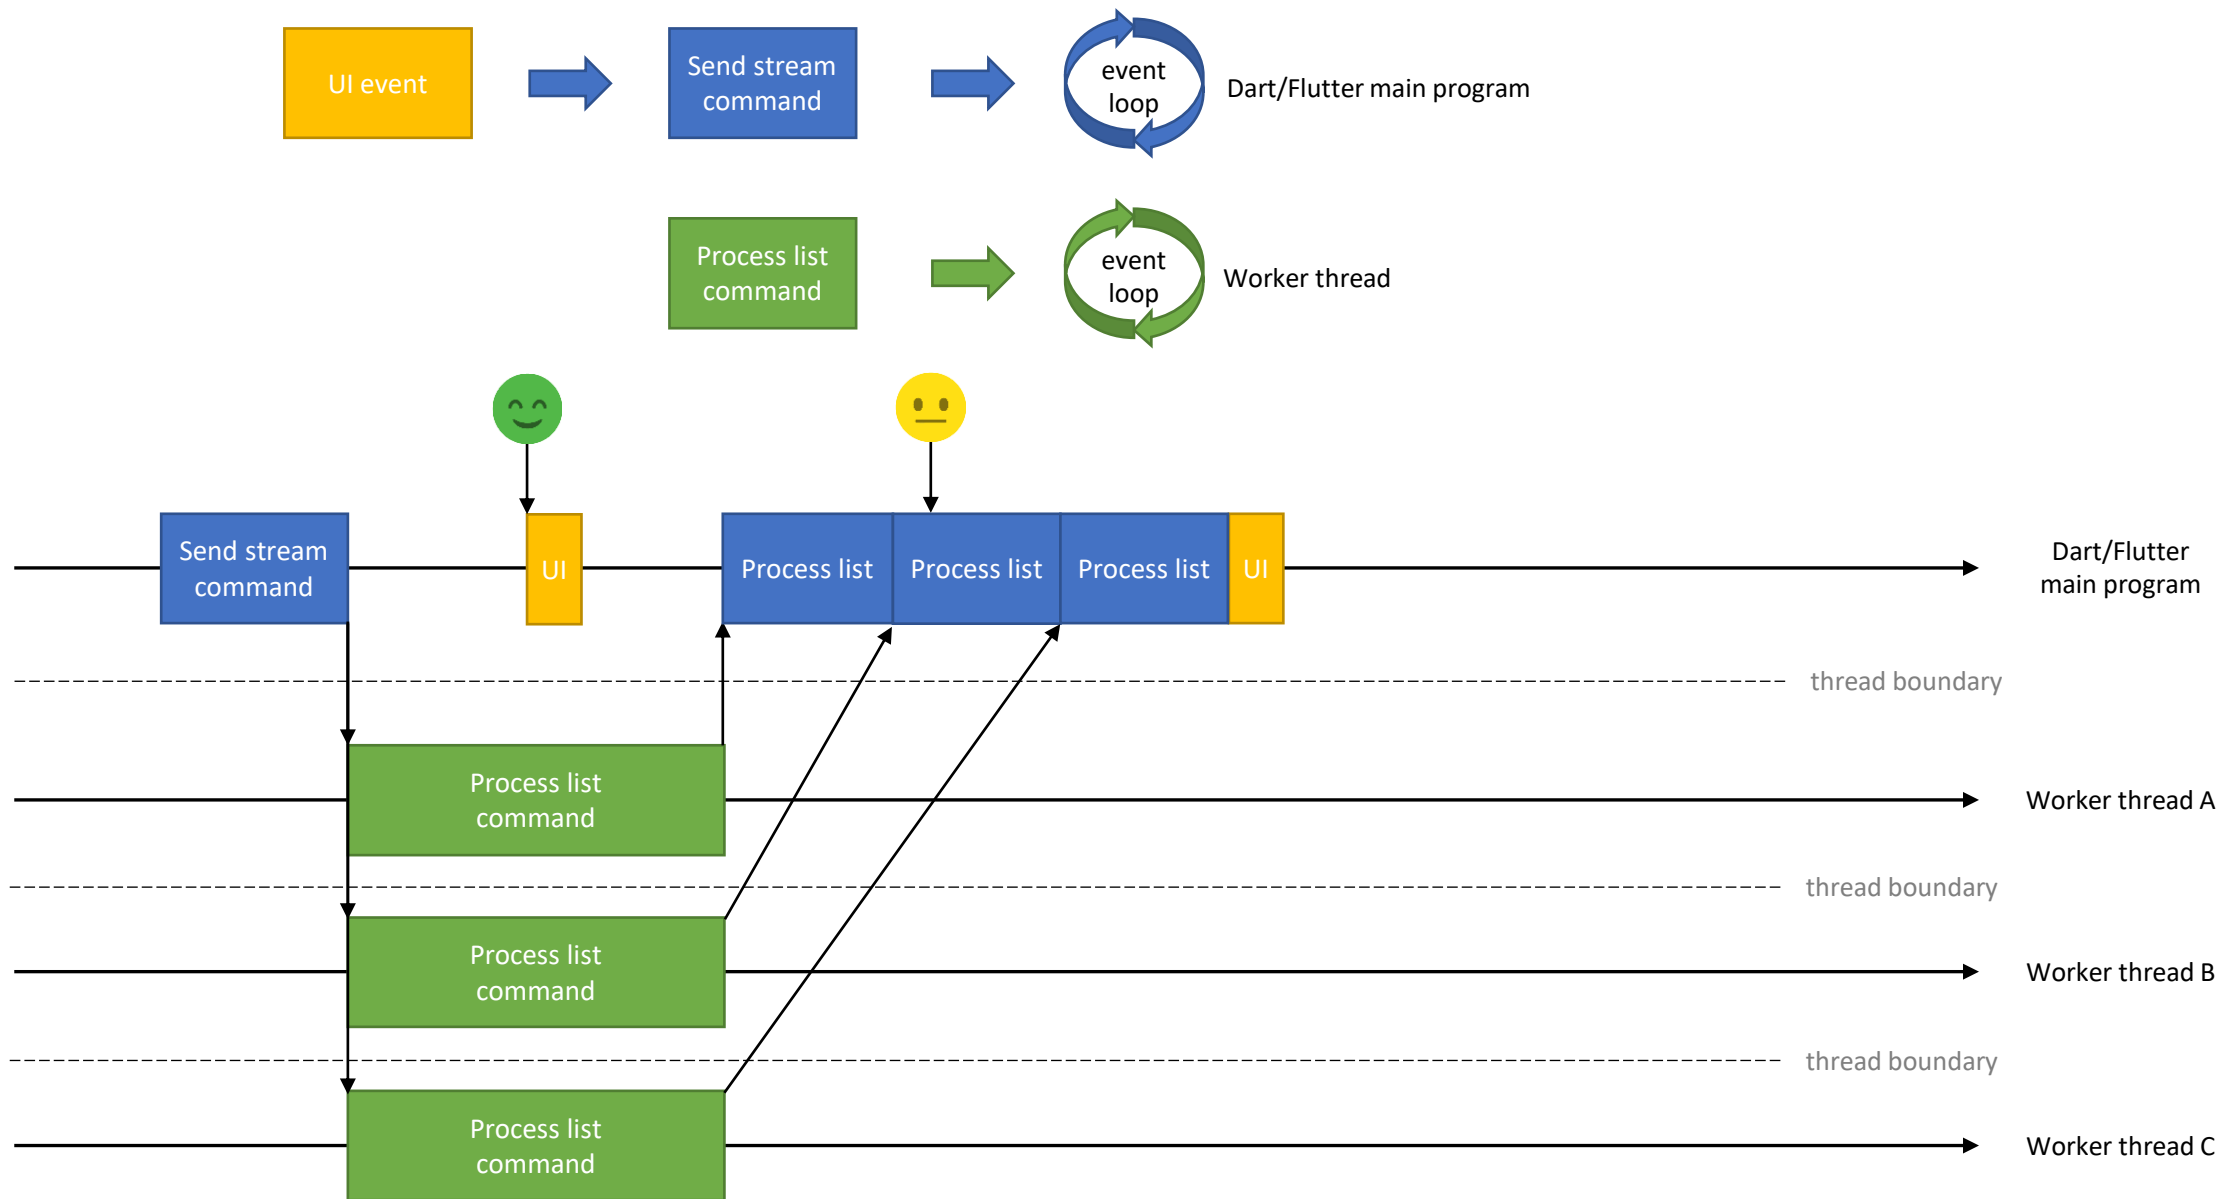 UI event
Send stream
command
event
loop
Dart/Flutter main program
Process list
command
event
loop
Worker thread
Send stream
command
UI
Process list
Process list
Process list
UI
Dart/Flutter
main program
thread boundary
Process list
command
Worker thread A
thread boundary
Process list
command
Worker thread B
thread boundary
Process list
command
Worker thread C